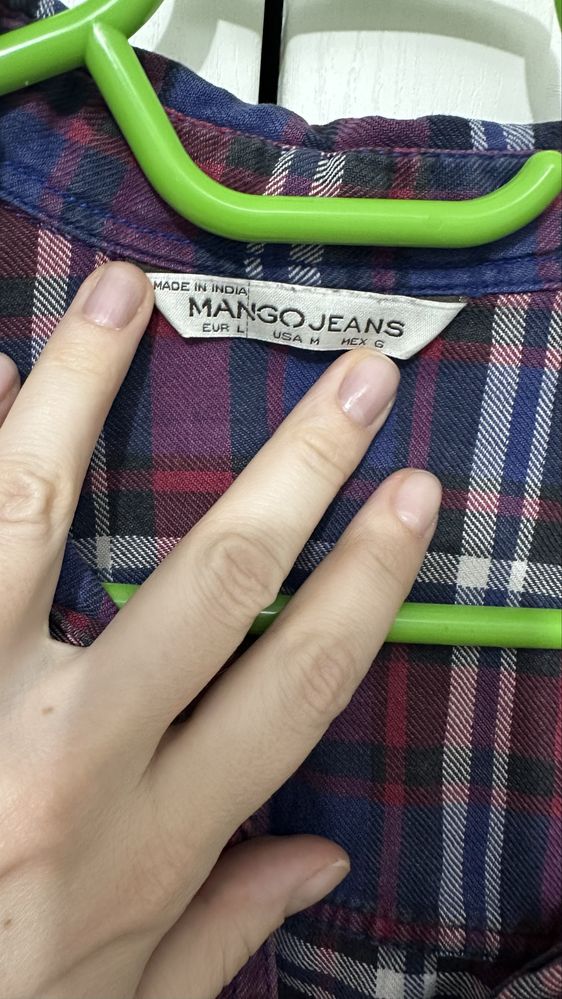 MADE IN INDIA
MANGO JEANS
EUR L USA M MEX G